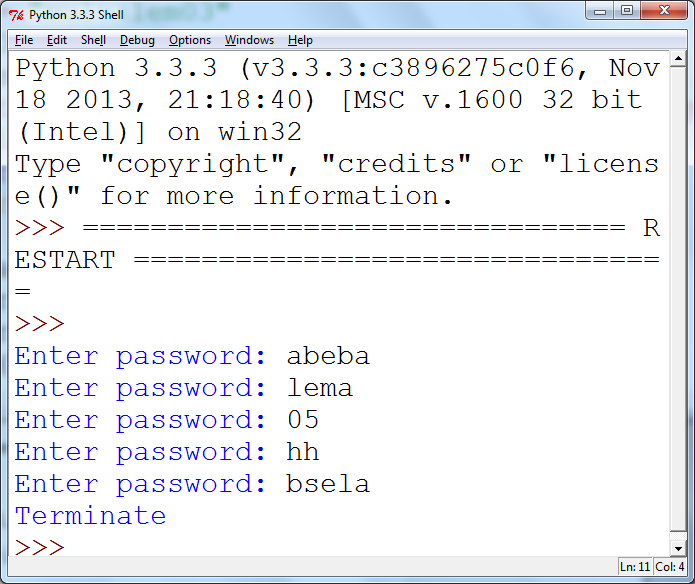 lem03"
Python 3.3.3 Shell
File Edit Shell Debug Options Windows Help
Python 3.3.3 (v3.3.3:c3896275c0f6, Nov
18 2013, 21:18:40) [MSC v.1600 32 bit
(Intel)] on win32
Type "copyright", "credits" or "licens
e()" for more information.
>>> ================================ R
ESTART ===============================
=
>>>
Enter password: abeba
Enter password: lema
Enter password: 05
Enter password: hh
Enter password: bsela
Terminate
>>>
Ln: 11 Col: 4